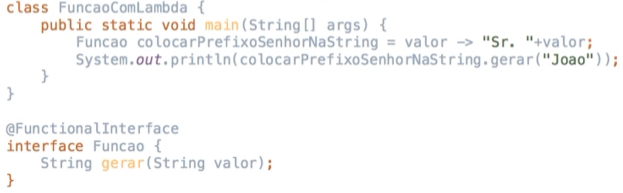 class FuncaoComLambda {
    public static void main(String[] args) {
        Funcao colocarPrefixoSenhorNaString = valor -> "Sr. "+valor;
        System.out.println(colocarPrefixoSenhorNaString.gerar("Joao"));
    }
}
@FunctionalInterface
interface Funcao {
    String gerar(String valor);
}